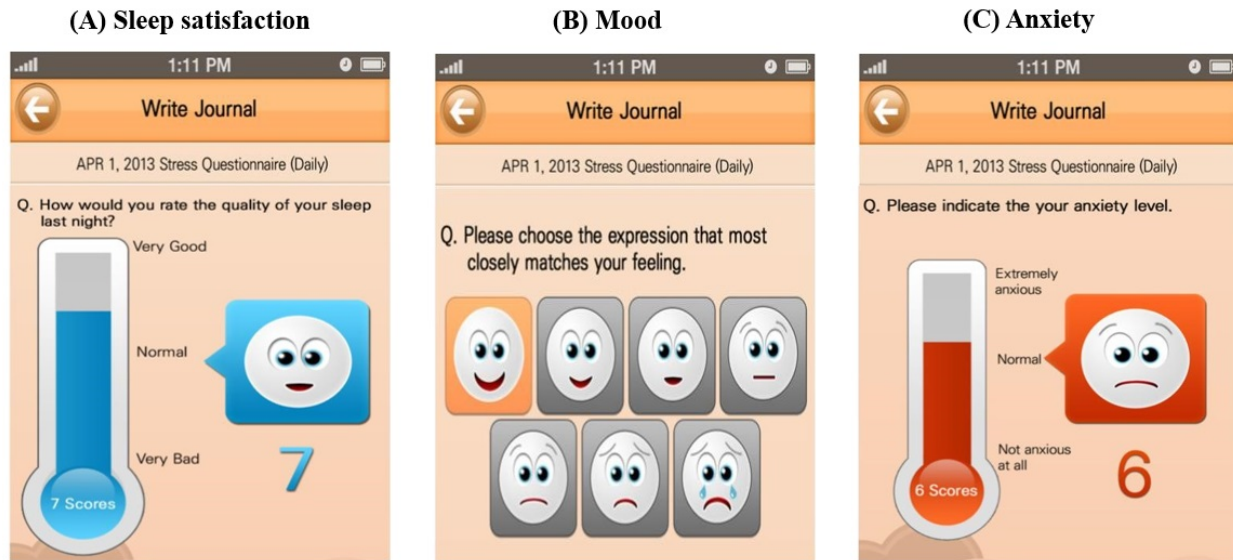 (A) Sleep satisfaction
1:11 PM
Write Journal
APR 1, 2013 Stress Questionnaire (Daily)
Q. How would you rate the quality of your sleep
last night?
Very Good
Normal
Very Bad
7
7 Scores
(B) Mood
1:11 PM
Write Journal
APR 1, 2013 Stress Questionnaire (Daily)
Q. Please choose the expression that most
closely matches your feeling.
(C) Anxiety
1:11 PM
Write Journal
APR 1, 2013 Stress Questionnaire (Daily)
Q. Please indicate the your anxiety level.
Extremely
anxious
Normal
Not anxious
at all
6
6 Scores